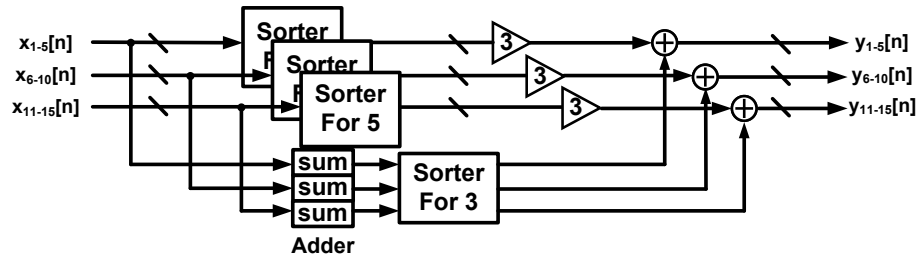 x1-5[n]
x6-10[n]
x11-15[n]
Sorter
F
Sorter
F
Sorter
For 5
3
3
3
y1-5[n]
y6-10[n]
y11-15[n]
sum
sum
sum
Adder
Sorter
For 3